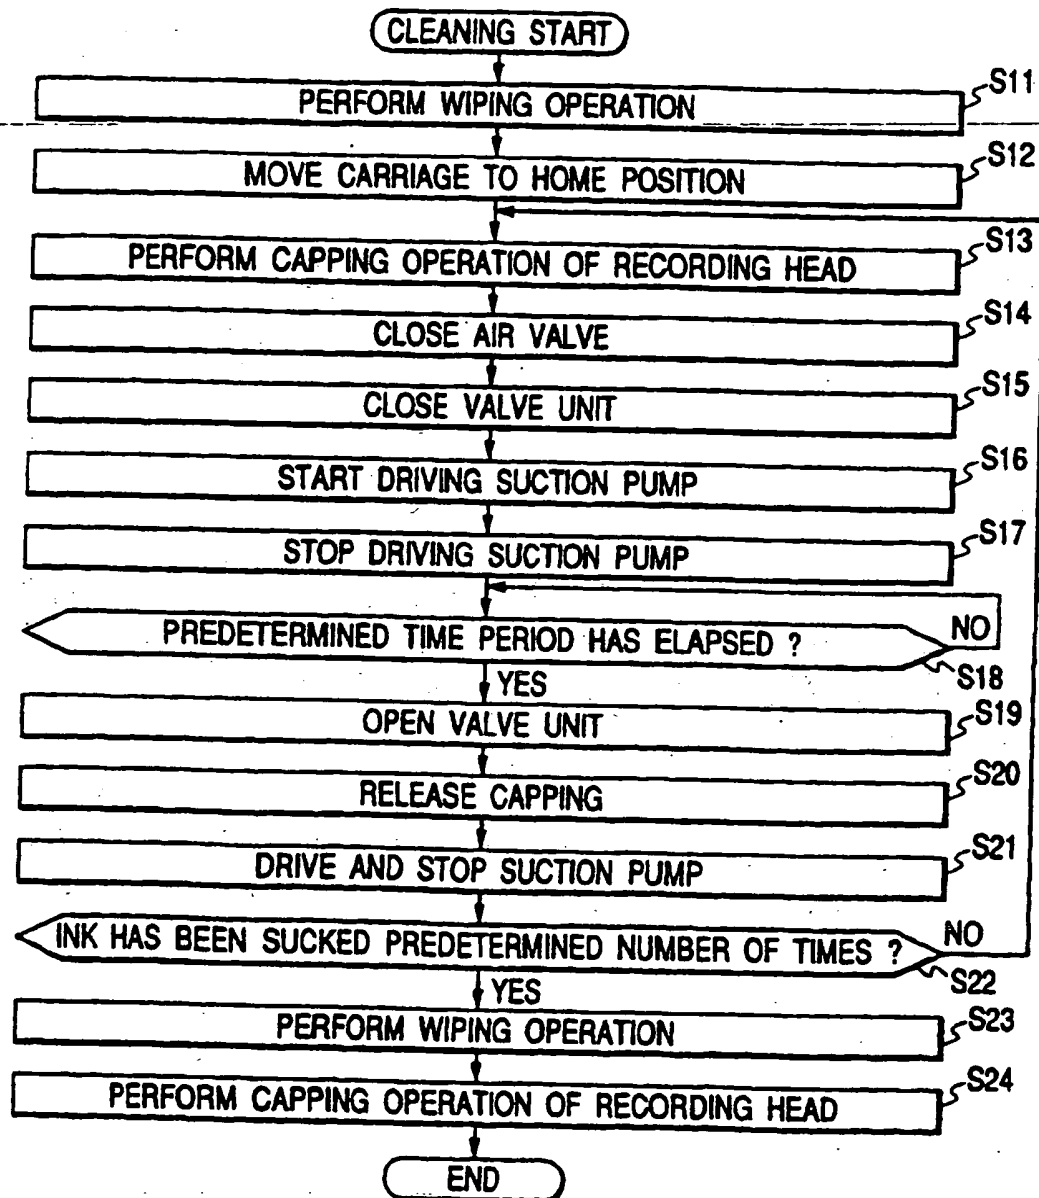 CLEANING START
PERFORM WIPING OPERATION
S11
MOVE CARRIAGE TO HOME POSITION
S12
PERFORM CAPPING OPERATION OF RECORDING HEAD
S13
CLOSE AIR VALVE
S14
CLOSE VALVE UNIT
S15
START DRIVING SUCTION PUMP
S16
STOP DRIVING SUCTION PUMP
S17
PREDETERMINED TIME PERIOD HAS ELAPSED ?
NO
S18
YES
OPEN VALVE UNIT
S19
RELEASE CAPPING
S20
DRIVE AND STOP SUCTION PUMP
S21
INK HAS BEEN SUCKED PREDETERMINED NUMBER OF TIMES ?
NO
S22
YES
PERFORM WIPING OPERATION
S23
PERFORM CAPPING OPERATION OF RECORDING HEAD
S24
END